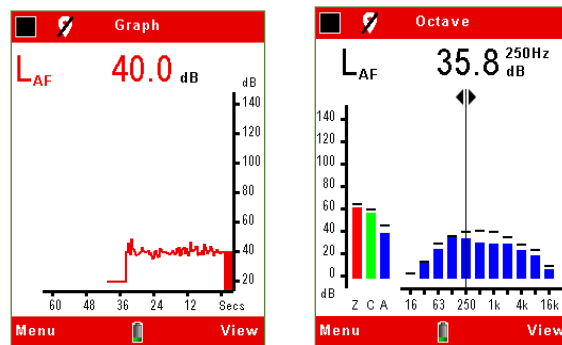 Graph
LAF 40.0 dB
dB
140
120
100
80
60
40
20
60 48 36 24 12 Secs
Menu View
Octave
LAF 35.8 250Hz dB
140
120
100
80
60
40
20
0
dB
Z C A 16 63 250 1k 4k 16k
Menu View